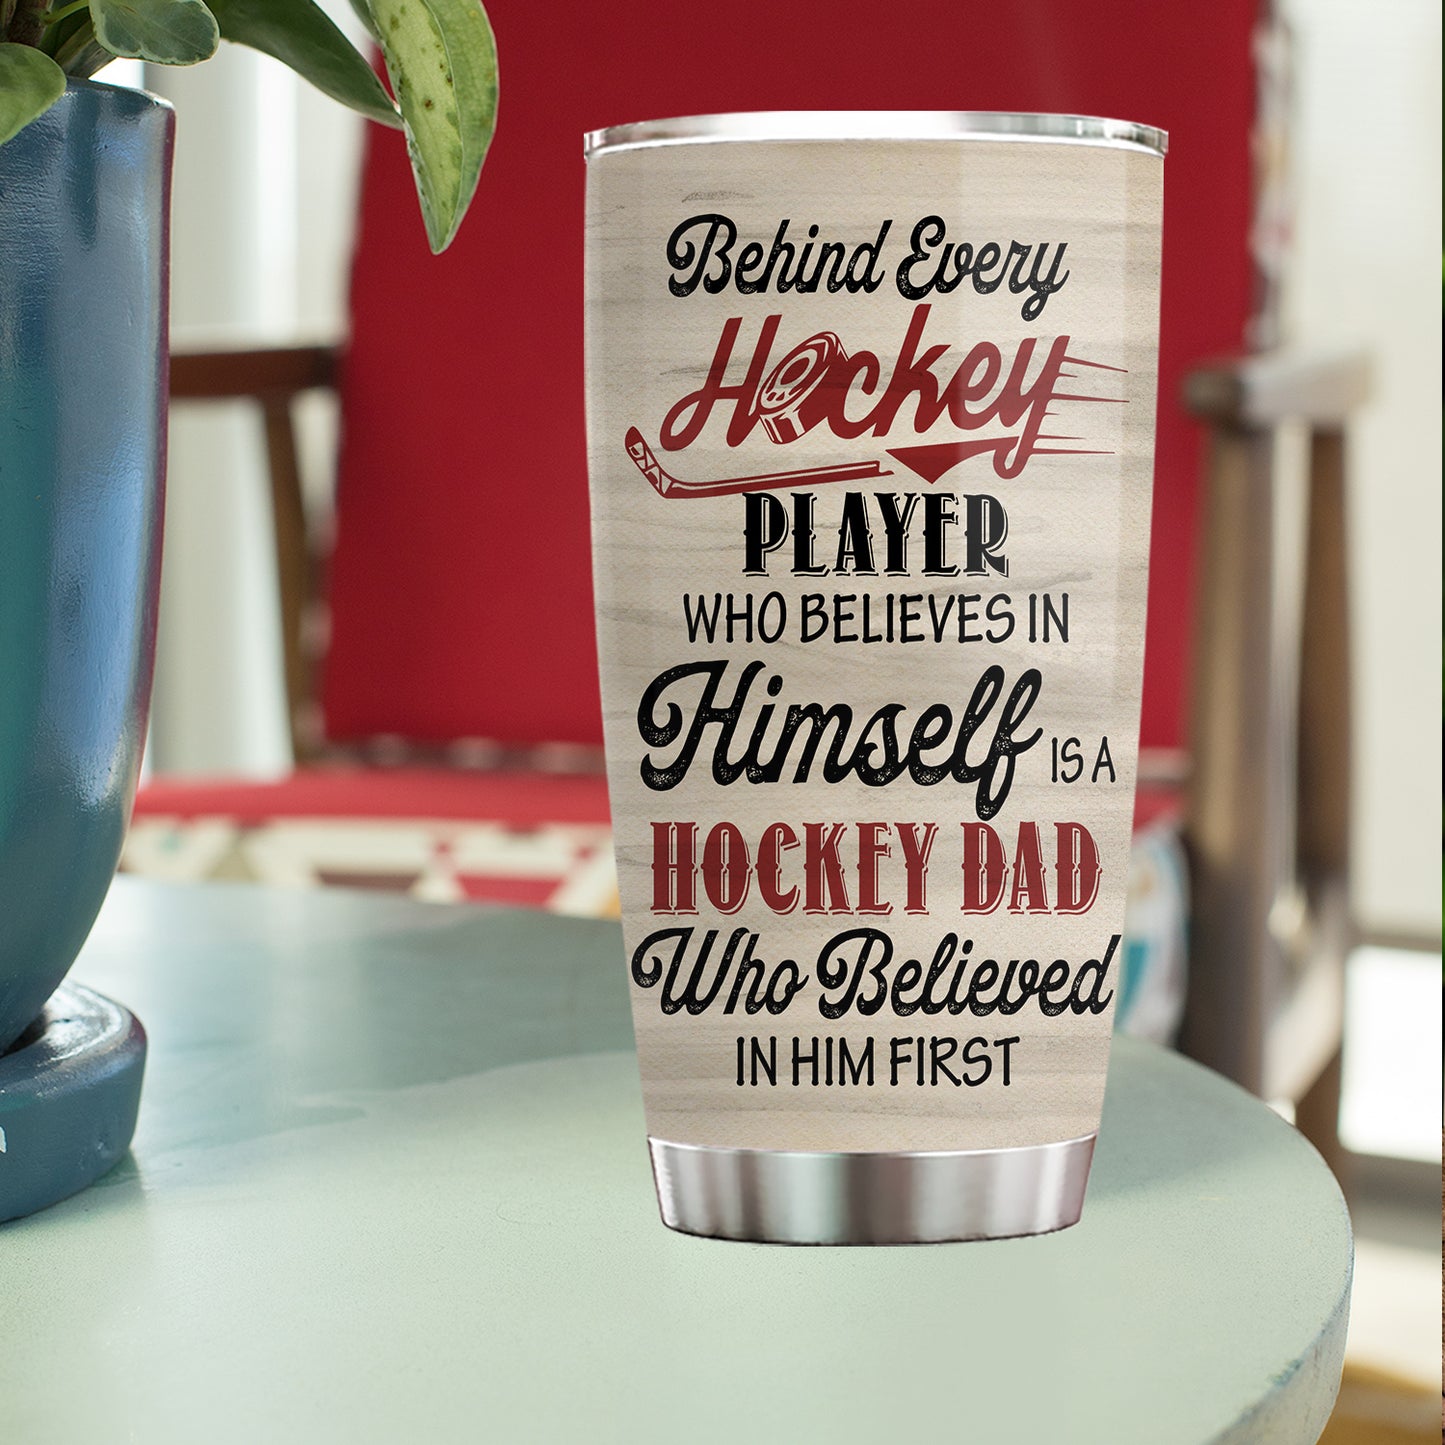 Behind Every
Hockey
PLAYER
WHO BELIEVES IN
Himself IS A
HOCKEY DAD
Who Believed
IN HIM FIRST